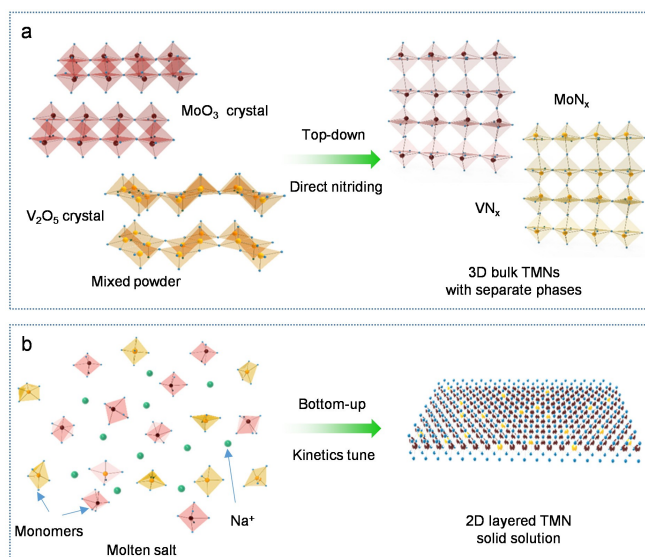 a
MoO₃ crystal
V₂O₅ crystal
Mixed powder
Top-down
Direct nitriding
MoNₓ
VNₓ
3D bulk TMNs
with separate phases
b
Monomers
Molten salt
Na⁺
Bottom-up
Kinetics tune
2D layered TMN
solid solution